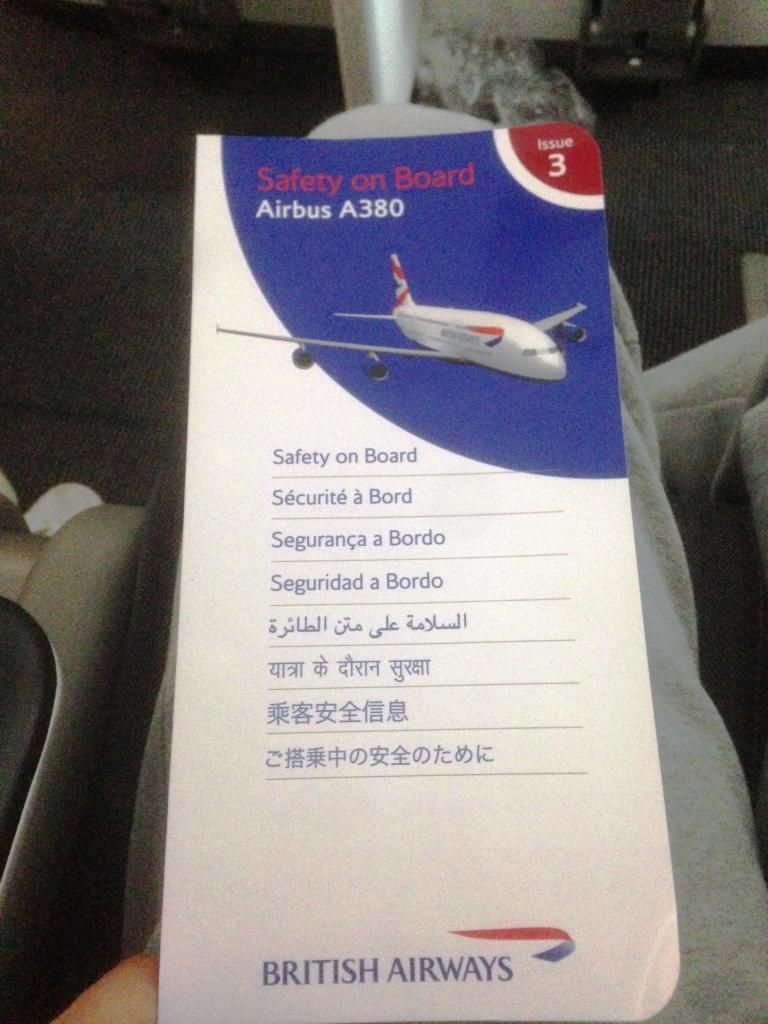 Issue
3
Safety on Board
Airbus A380
BRITISH AIRWAYS
Safety on Board
Sécurité à Bord
Segurança a Bordo
Seguridad a Bordo
السلامة على متن الطائرة
यात्रा के दौरान सुरक्षा
乘客安全信息
ご搭乗中の安全のために
BRITISH AIRWAYS